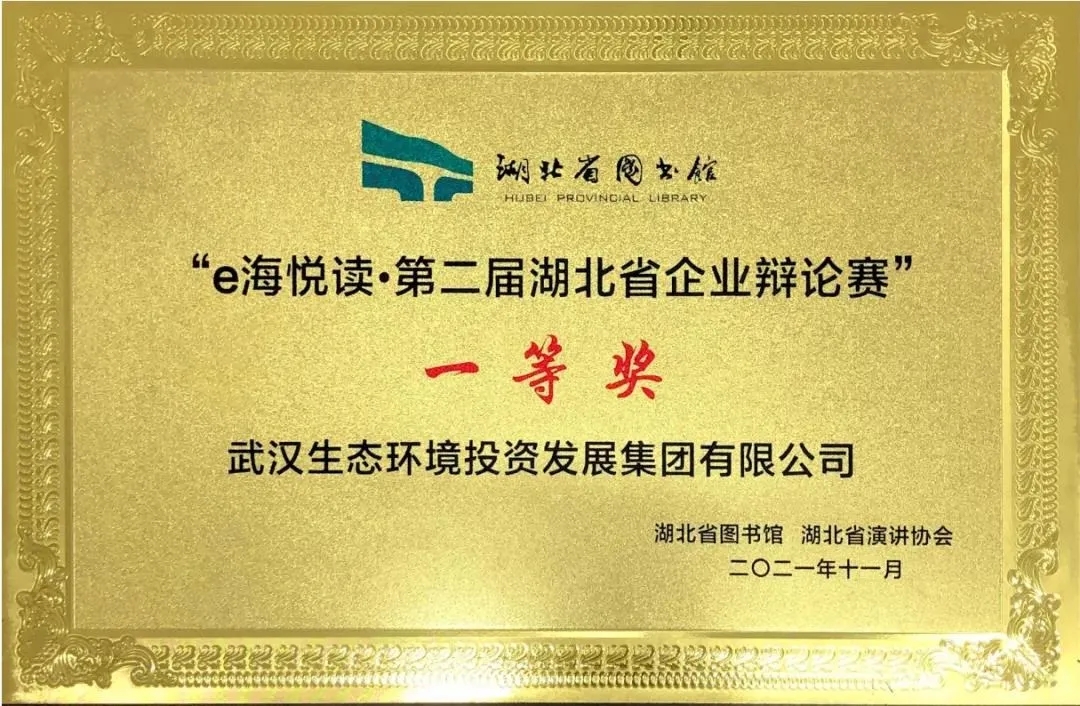 湖北省图书馆
HUBEI PROVINCIAL LIBRARY
“e海悦读·第二届湖北省企业辩论赛”
一等奖
武汉生态环境投资发展集团有限公司
湖北省图书馆 湖北省演讲协会
二〇二一年十一月